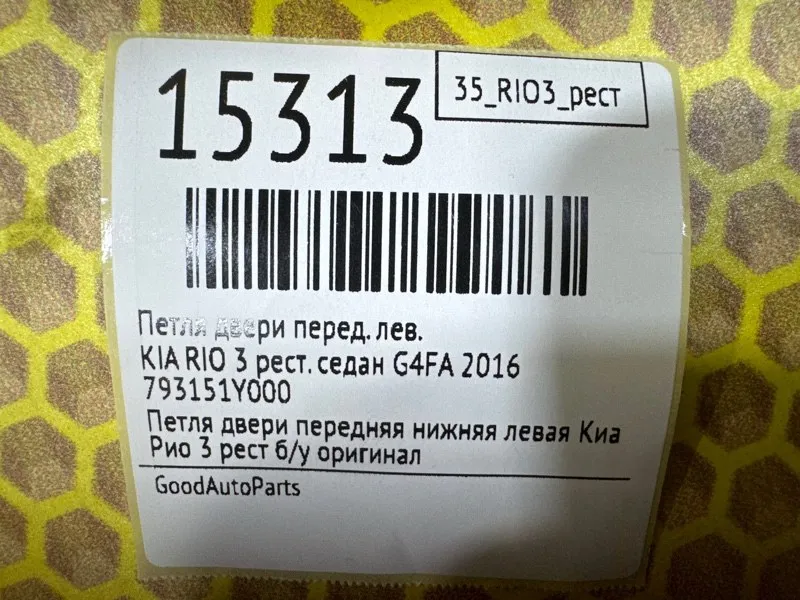 15313
35_RIO3_рест
Петля двери перед. лев.
KIA RIO 3 рест. седан G4FA 2016
793151Y000
Петля двери передняя нижняя левая Киа
Рио 3 рест б/у оригинал
GoodAutoParts